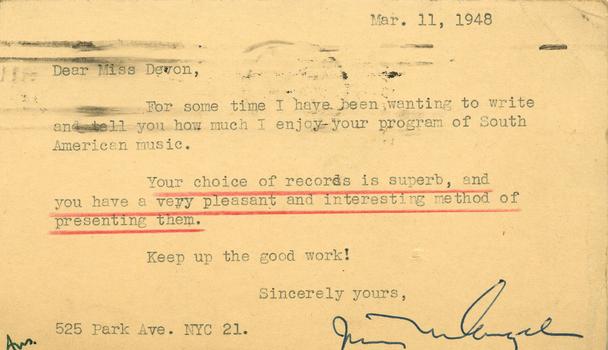 Mar. 11, 1948
Dear Miss Devon,
For some time I have been wanting to write
and tell you how much I enjoy your program of South
American music.
Your choice of records is superb, and
you have a very pleasant and interesting method of
presenting them.
Keep up the good work!
Sincerely yours,
525 Park Ave. NYC 21.
Ans.